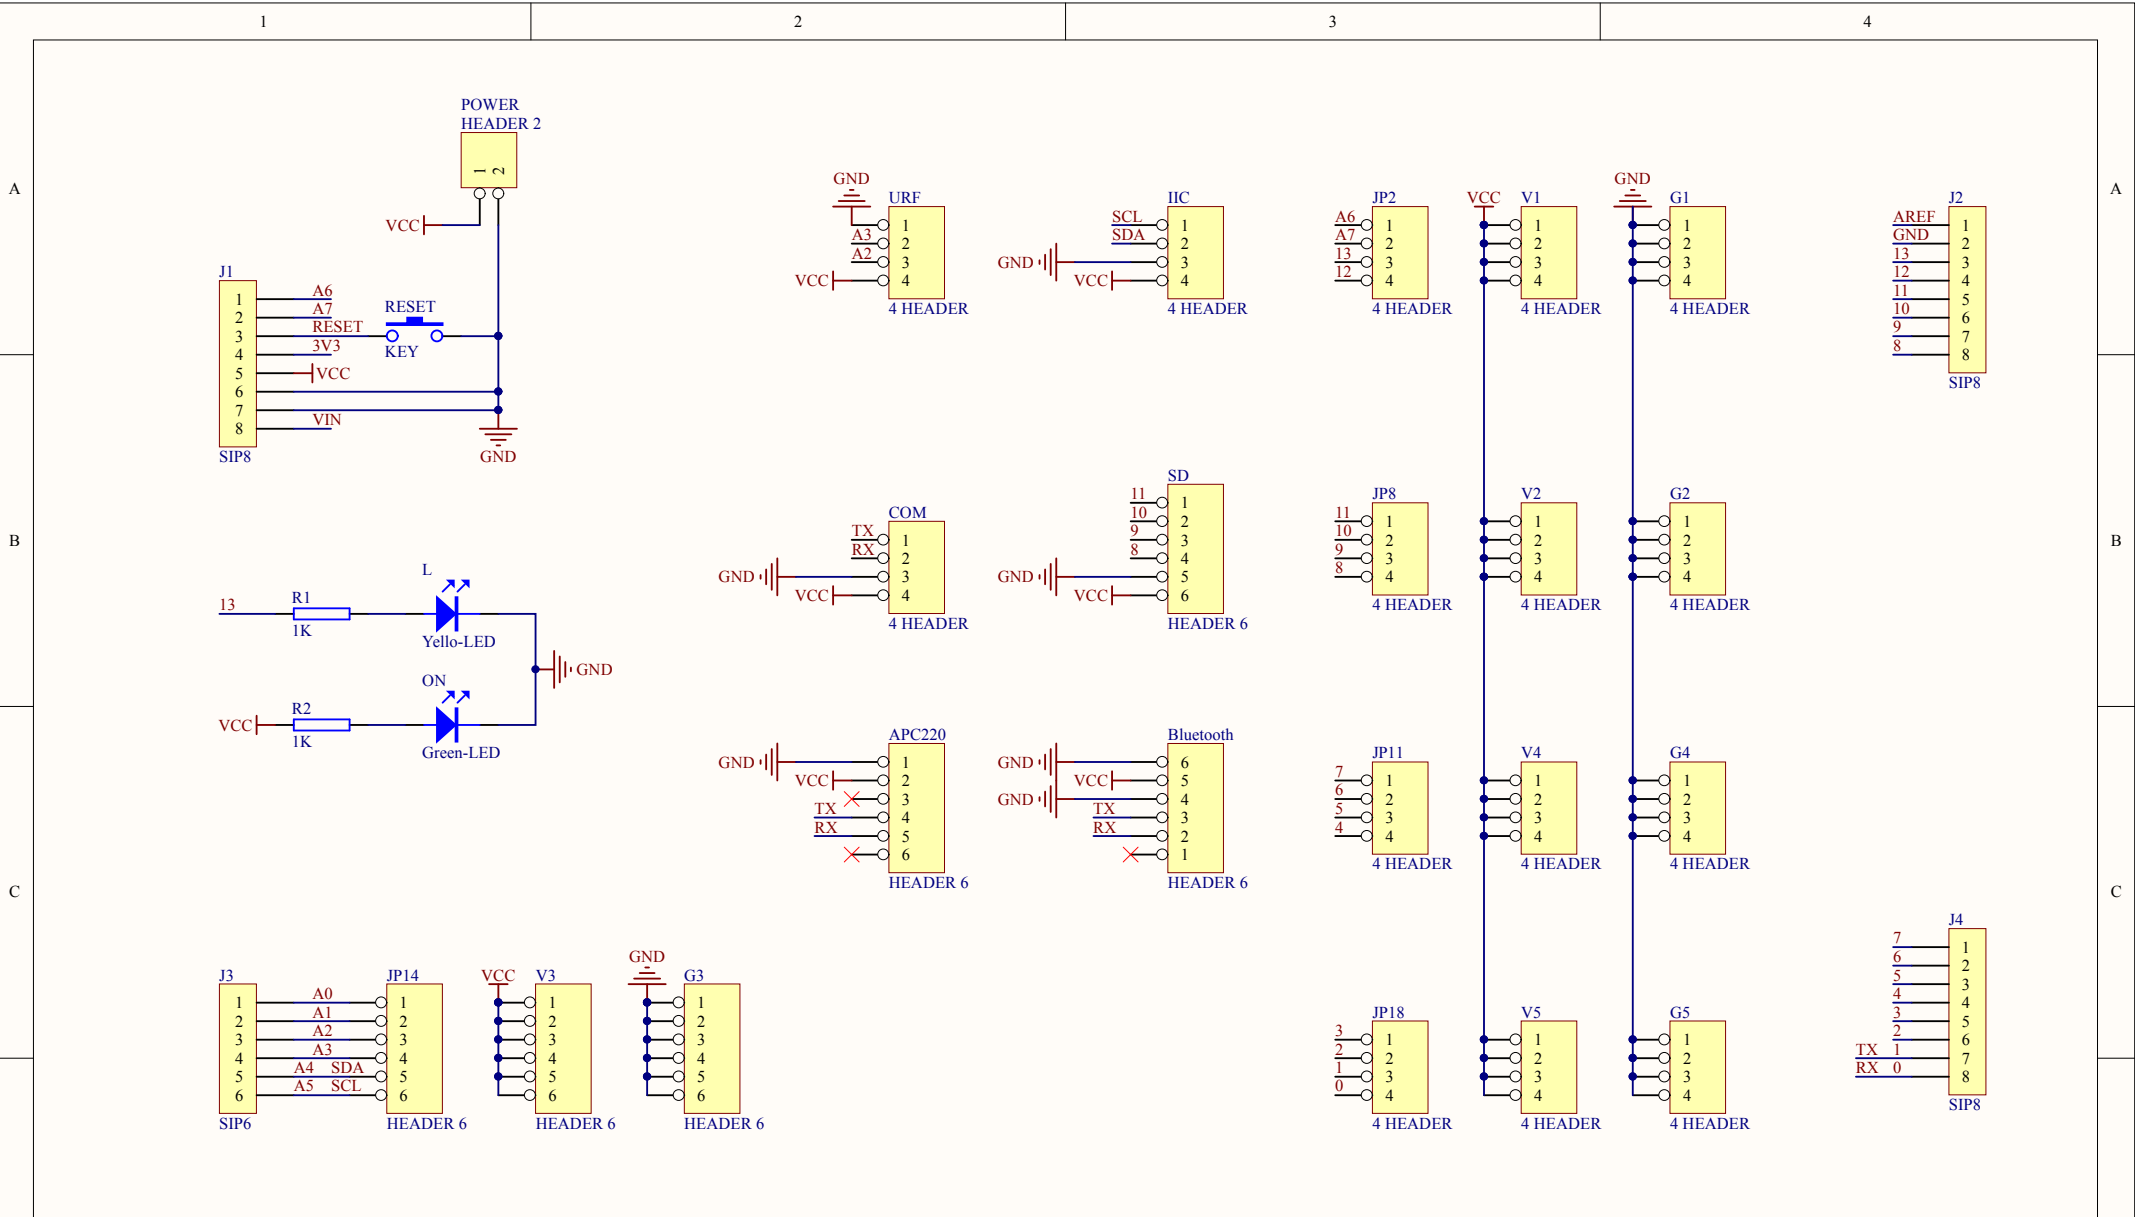 1
2
3
4
A
B
C
A
B
C
POWER
HEADER 2
1
2
VCC
J1
1
2
3
4
5
6
7
8
A6
A7
RESET
3V3
VCC
VIN
SIP8
RESET
KEY
GND
13
R1
1K
L
Yello-LED
GND
VCC
R2
1K
ON
Green-LED
J3
1
2
3
4
5
6
SIP6
A0
A1
A2
A3
A4 SDA
A5 SCL
JP14
1
2
3
4
5
6
HEADER 6
VCC
V3
1
2
3
4
5
6
HEADER 6
GND
G3
1
2
3
4
5
6
HEADER 6
GND
URF
1
A3 2
A2 3
VCC 4
4 HEADER
COM
TX 1
RX 2
GND 3
VCC 4
4 HEADER
APC220
GND 1
VCC 2
3
TX 4
RX 5
6
HEADER 6
IIC
SCL 1
SDA 2
GND 3
VCC 4
4 HEADER
SD
11 1
10 2
9 3
8 4
GND 5
VCC 6
HEADER 6
Bluetooth
GND 6
VCC 5
GND 4
TX 3
RX 2
1
HEADER 6
JP2
A6 1
A7 2
13 3
12 4
4 HEADER
VCC
V1
1
2
3
4
4 HEADER
GND
G1
1
2
3
4
4 HEADER
JP8
11 1
10 2
9 3
8 4
4 HEADER
V2
1
2
3
4
4 HEADER
G2
1
2
3
4
4 HEADER
JP11
7 1
6 2
5 3
4 4
4 HEADER
V4
1
2
3
4
4 HEADER
G4
1
2
3
4
4 HEADER
JP18
3 1
2 2
1 3
0 4
4 HEADER
V5
1
2
3
4
4 HEADER
G5
1
2
3
4
4 HEADER
J2
AREF 1
GND 2
13 3
12 4
11 5
10 6
9 7
8 8
SIP8
J4
7 1
6 2
5 3
4 4
3 5
2 6
TX 1 7
RX 0 8
SIP8